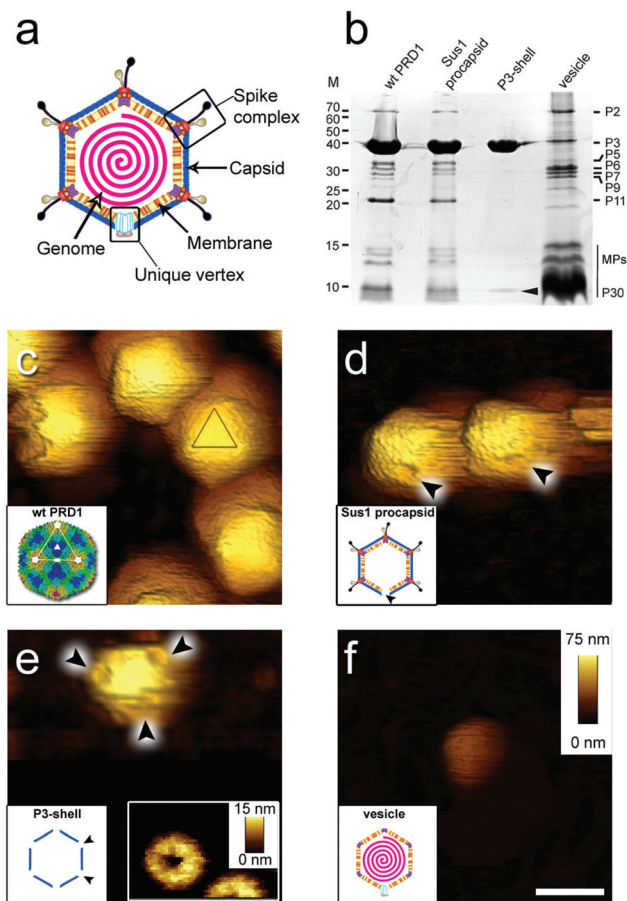 a
Spike
complex
Capsid
Membrane
Genome
Unique vertex
b
M
wt PRD1
Sus1
procapsid
P3-shell
vesicle
70
60
50
40
30
25
20
15
10
P2
P3
P5
P6
P7
P9
P11
MPs
P30
c
wt PRD1
d
Sus1 procapsid
e
P3-shell
15 nm
0 nm
f
75 nm
0 nm
vesicle